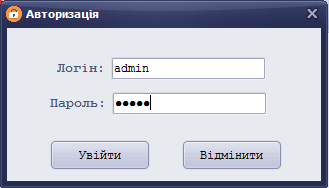 Авторизація
Логін: admin
Пароль: ●●●●●
Увійти Відмінити